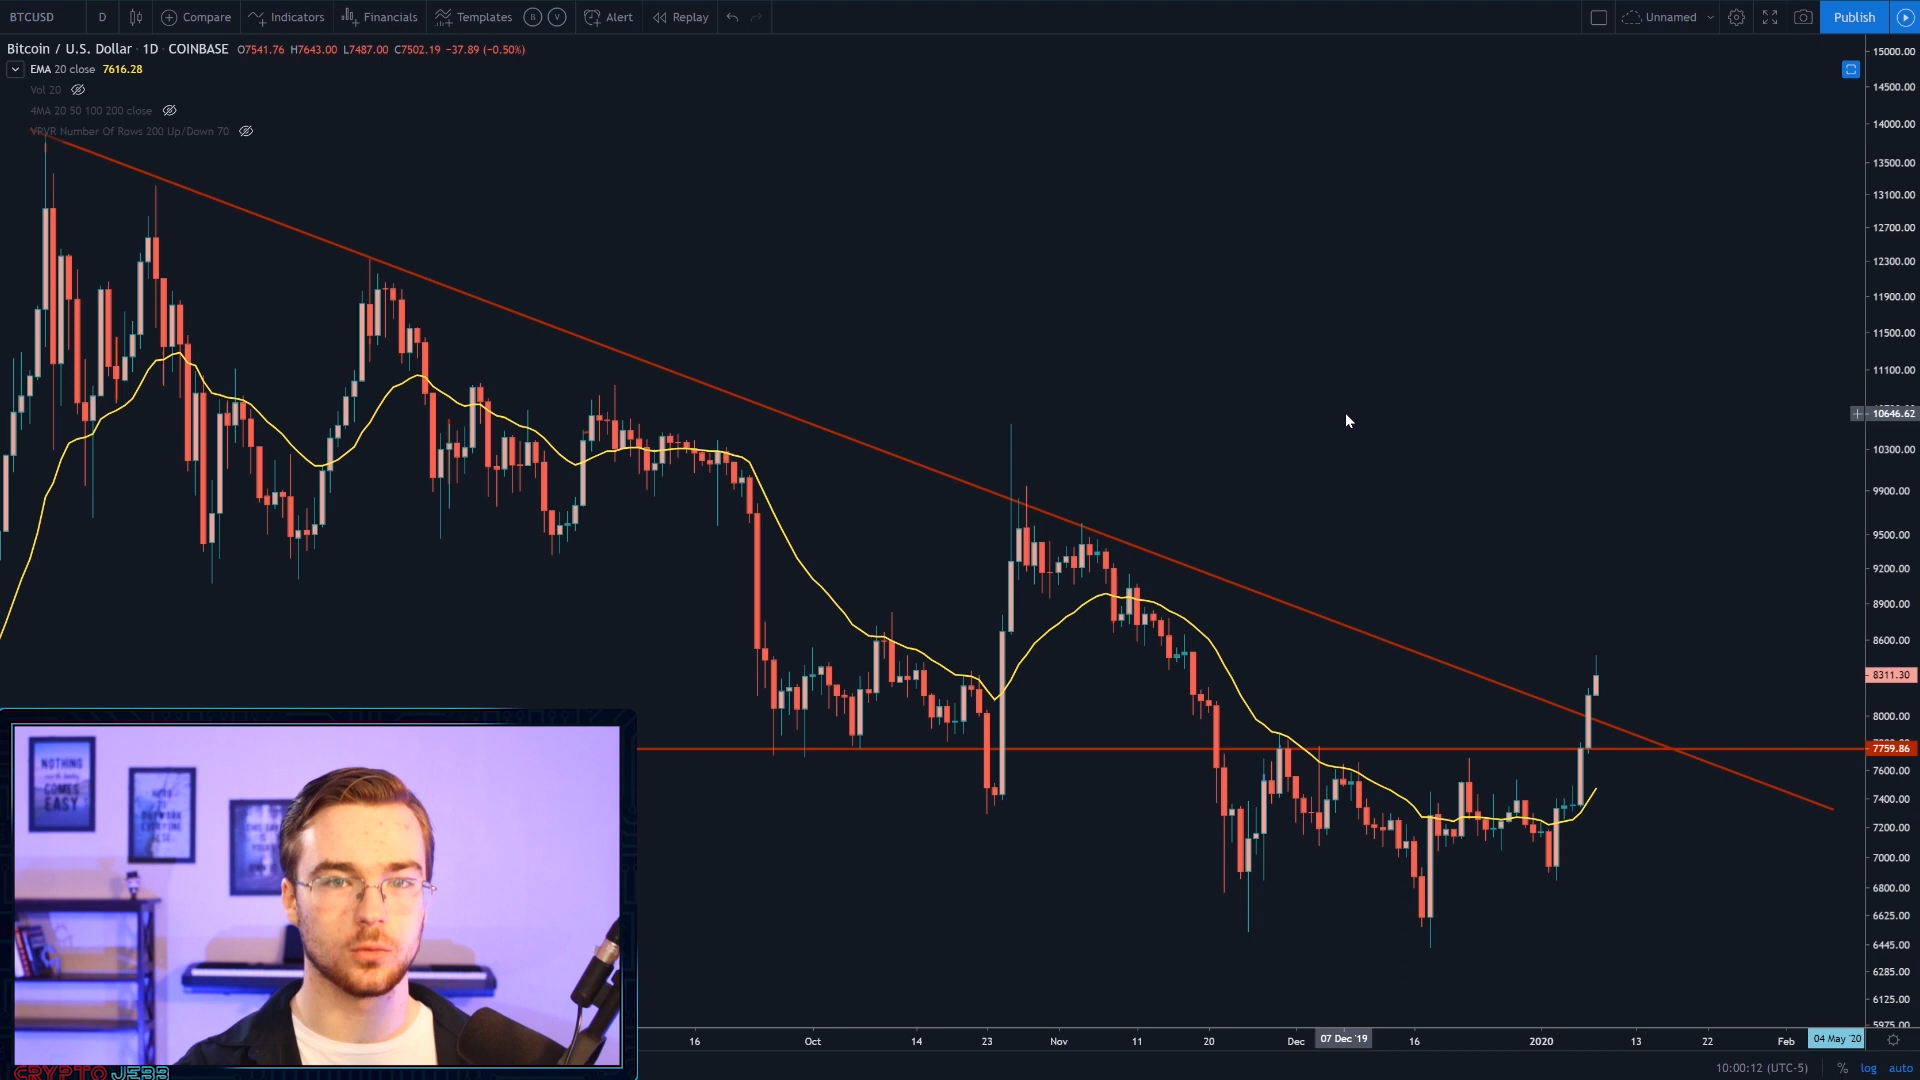 BTCUSD D Compare Indicators Financials Templates B V Alert Replay Unnamed Publish
Bitcoin / U.S. Dollar · 1D · COINBASE O7541.76 H7643.00 L7487.00 C7502.19 −37.89 (−0.50%)
EMA 20 close 7616.28
Vol 20
4MA 20 50 100 200 close
VRVR Number Of Rows 200 Up/Down 70
15000.00
14500.00
14000.00
13500.00
13100.00
12700.00
12300.00
11900.00
11500.00
11100.00
10646.62
10300.00
9900.00
9500.00
9200.00
8900.00
8600.00
8311.30
8000.00
7759.86
7600.00
7400.00
7200.00
7000.00
6800.00
6625.00
6445.00
6285.00
6125.00
5975.00
NOTHING
COMES
EASY
16 Oct 14 23 Nov 11 20 Dec 07 Dec '19 16 2020 13 22 Feb 04 May '20
10:00:12 (UTC-5) % log auto
CRYPTO JEBB